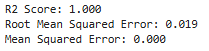 R2 Score: 1.000
Root Mean Squared Error: 0.019
Mean Squared Error: 0.000